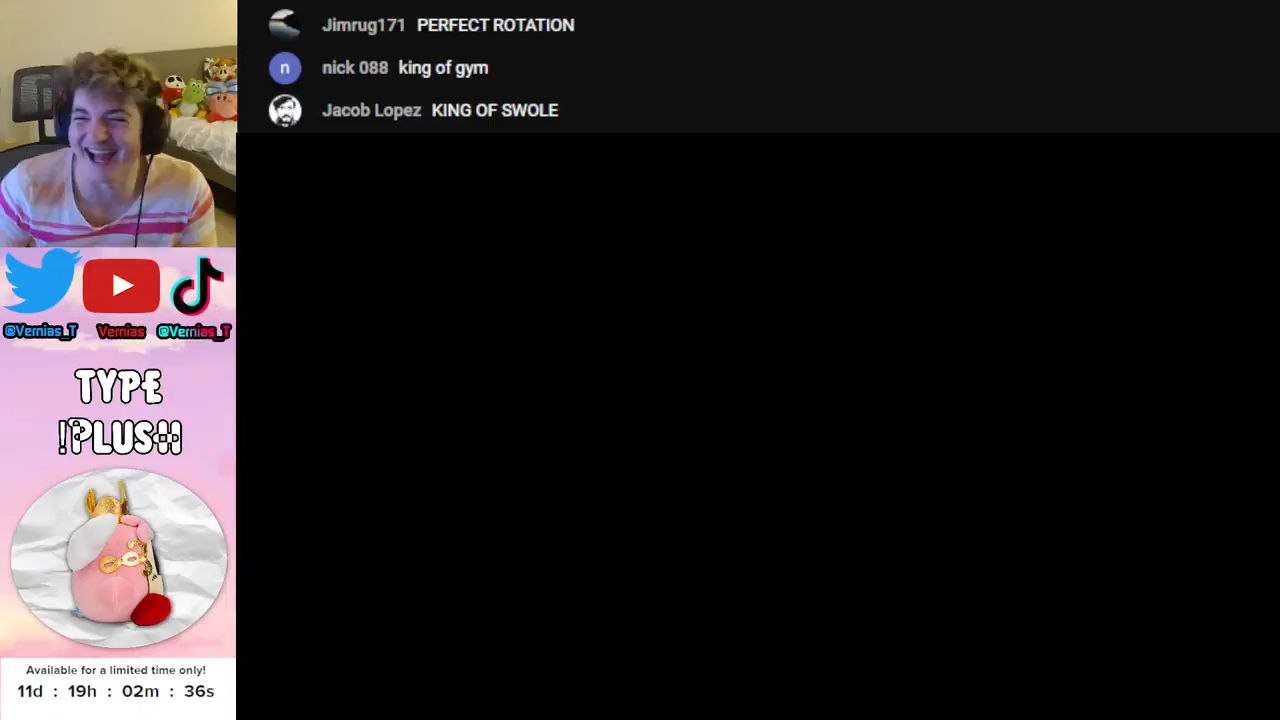 Jimrug171 PERFECT ROTATION
n nick 088 king of gym
Jacob Lopez KING OF SWOLE
@Vernias_T Vernias @Vernias_T
TYPE
!PLUSH
Available for a limited time only!
11d : 19h : 02m : 36s